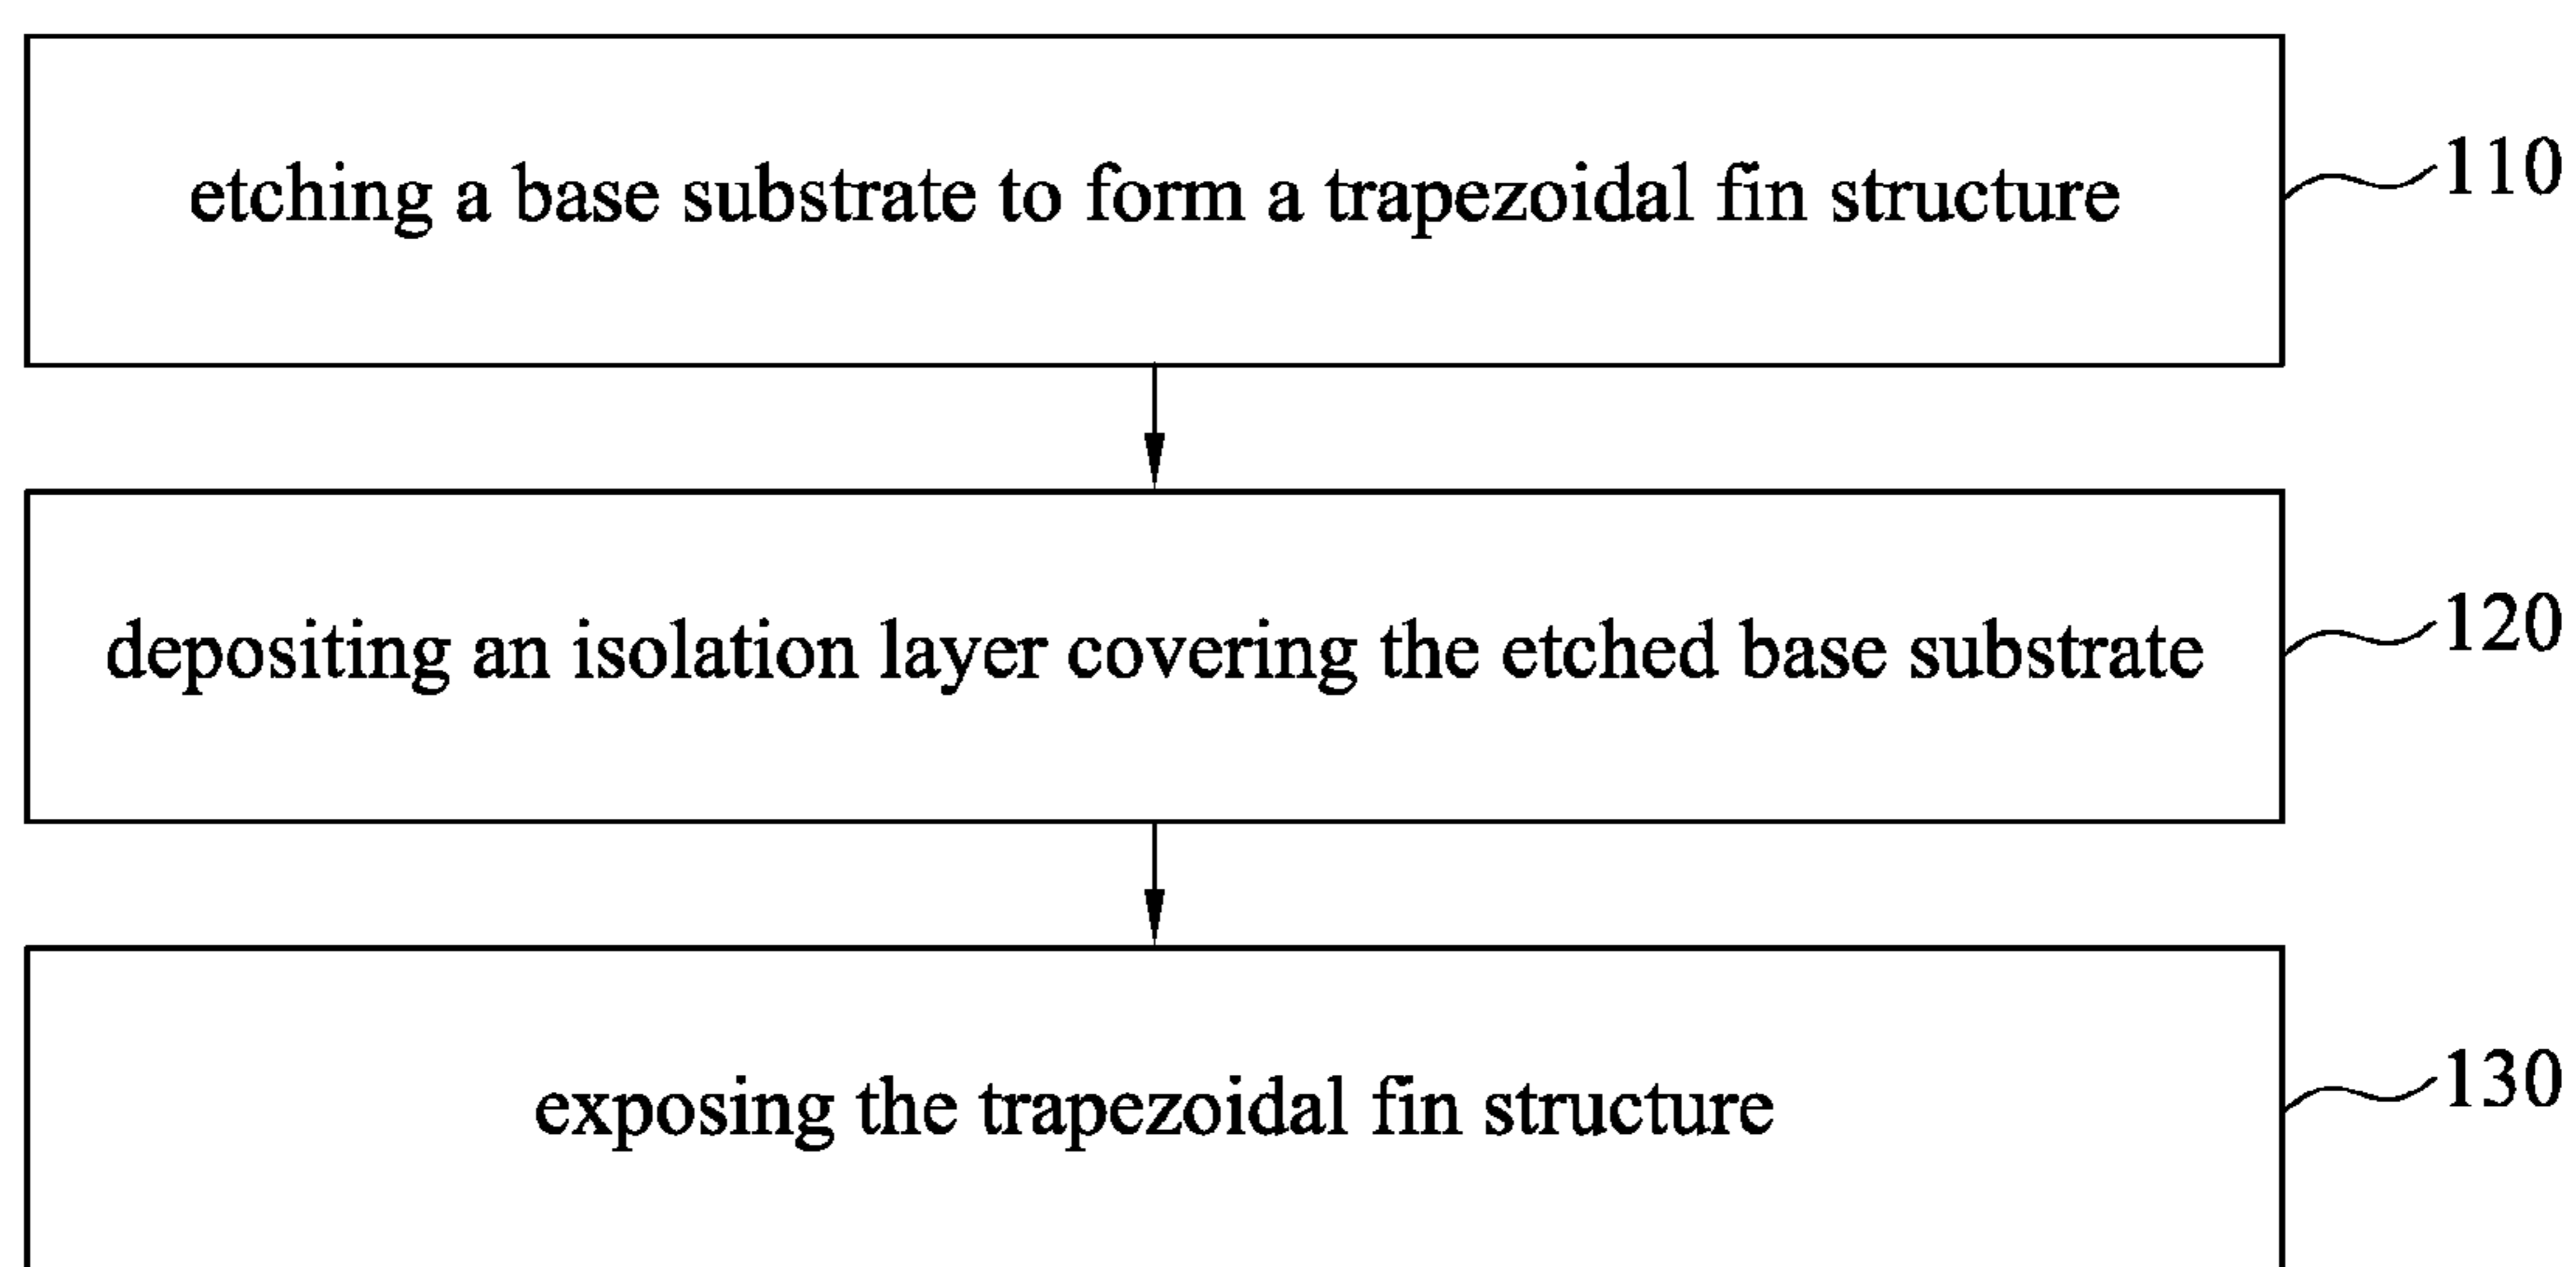 etching a base substrate to form a trapezoidal fin structure
110
depositing an isolation layer covering the etched base substrate
120
exposing the trapezoidal fin structure
130